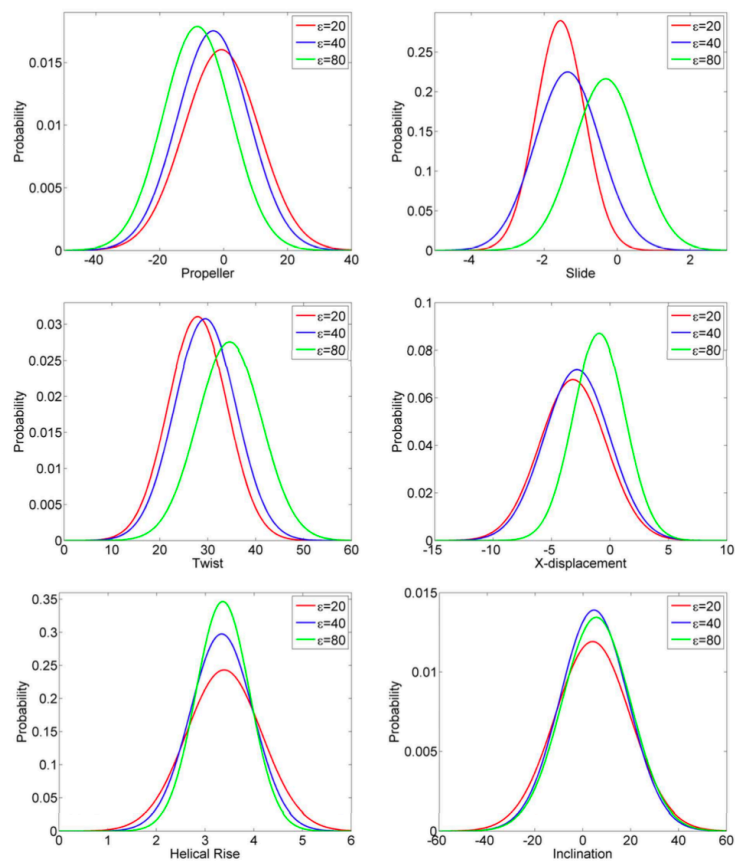 ε=20
ε=40
ε=80
Probability
0.015
0.01
0.005
0
-40 -20 0 20 40
Propeller
ε=20
ε=40
ε=80
Probability
0.25
0.2
0.15
0.1
0.05
0
-4 -2 0 2
Slide
ε=20
ε=40
ε=80
Probability
0.03
0.025
0.02
0.015
0.01
0.005
0
0 10 20 30 40 50 60
Twist
ε=20
ε=40
ε=80
Probability
0.1
0.08
0.06
0.04
0.02
0
-15 -10 -5 0 5 10
X-displacement
ε=20
ε=40
ε=80
Probability
0.35
0.3
0.25
0.2
0.15
0.1
0.05
0
0 1 2 3 4 5 6
Helical Rise
ε=20
ε=40
ε=80
Probability
0.015
0.01
0.005
0
-60 -40 -20 0 20 40 60
Inclination